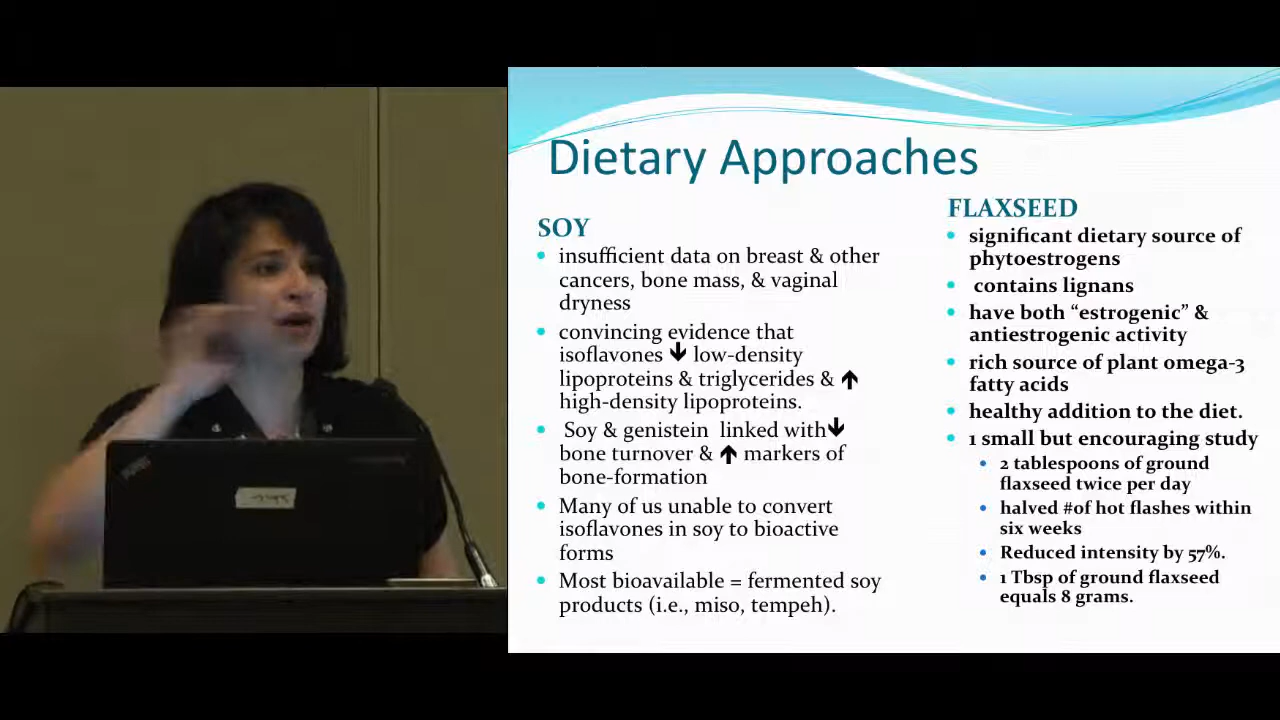 Dietary Approaches
SOY
insufficient data on breast & other
cancers, bone mass, & vaginal
dryness
convincing evidence that
isoflavones 🡻 low-density
lipoproteins & triglycerides & 🡹
high-density lipoproteins.
Soy & genistein linked with🡻
bone turnover & 🡹 markers of
bone-formation
Many of us unable to convert
isoflavones in soy to bioactive
forms
Most bioavailable = fermented soy
products (i.e., miso, tempeh).
FLAXSEED
significant dietary source of
phytoestrogens
contains lignans
have both “estrogenic” &
antiestrogenic activity
rich source of plant omega-3
fatty acids
healthy addition to the diet.
1 small but encouraging study
2 tablespoons of ground
flaxseed twice per day
halved #of hot flashes within
six weeks
Reduced intensity by 57%.
1 Tbsp of ground flaxseed
equals 8 grams.